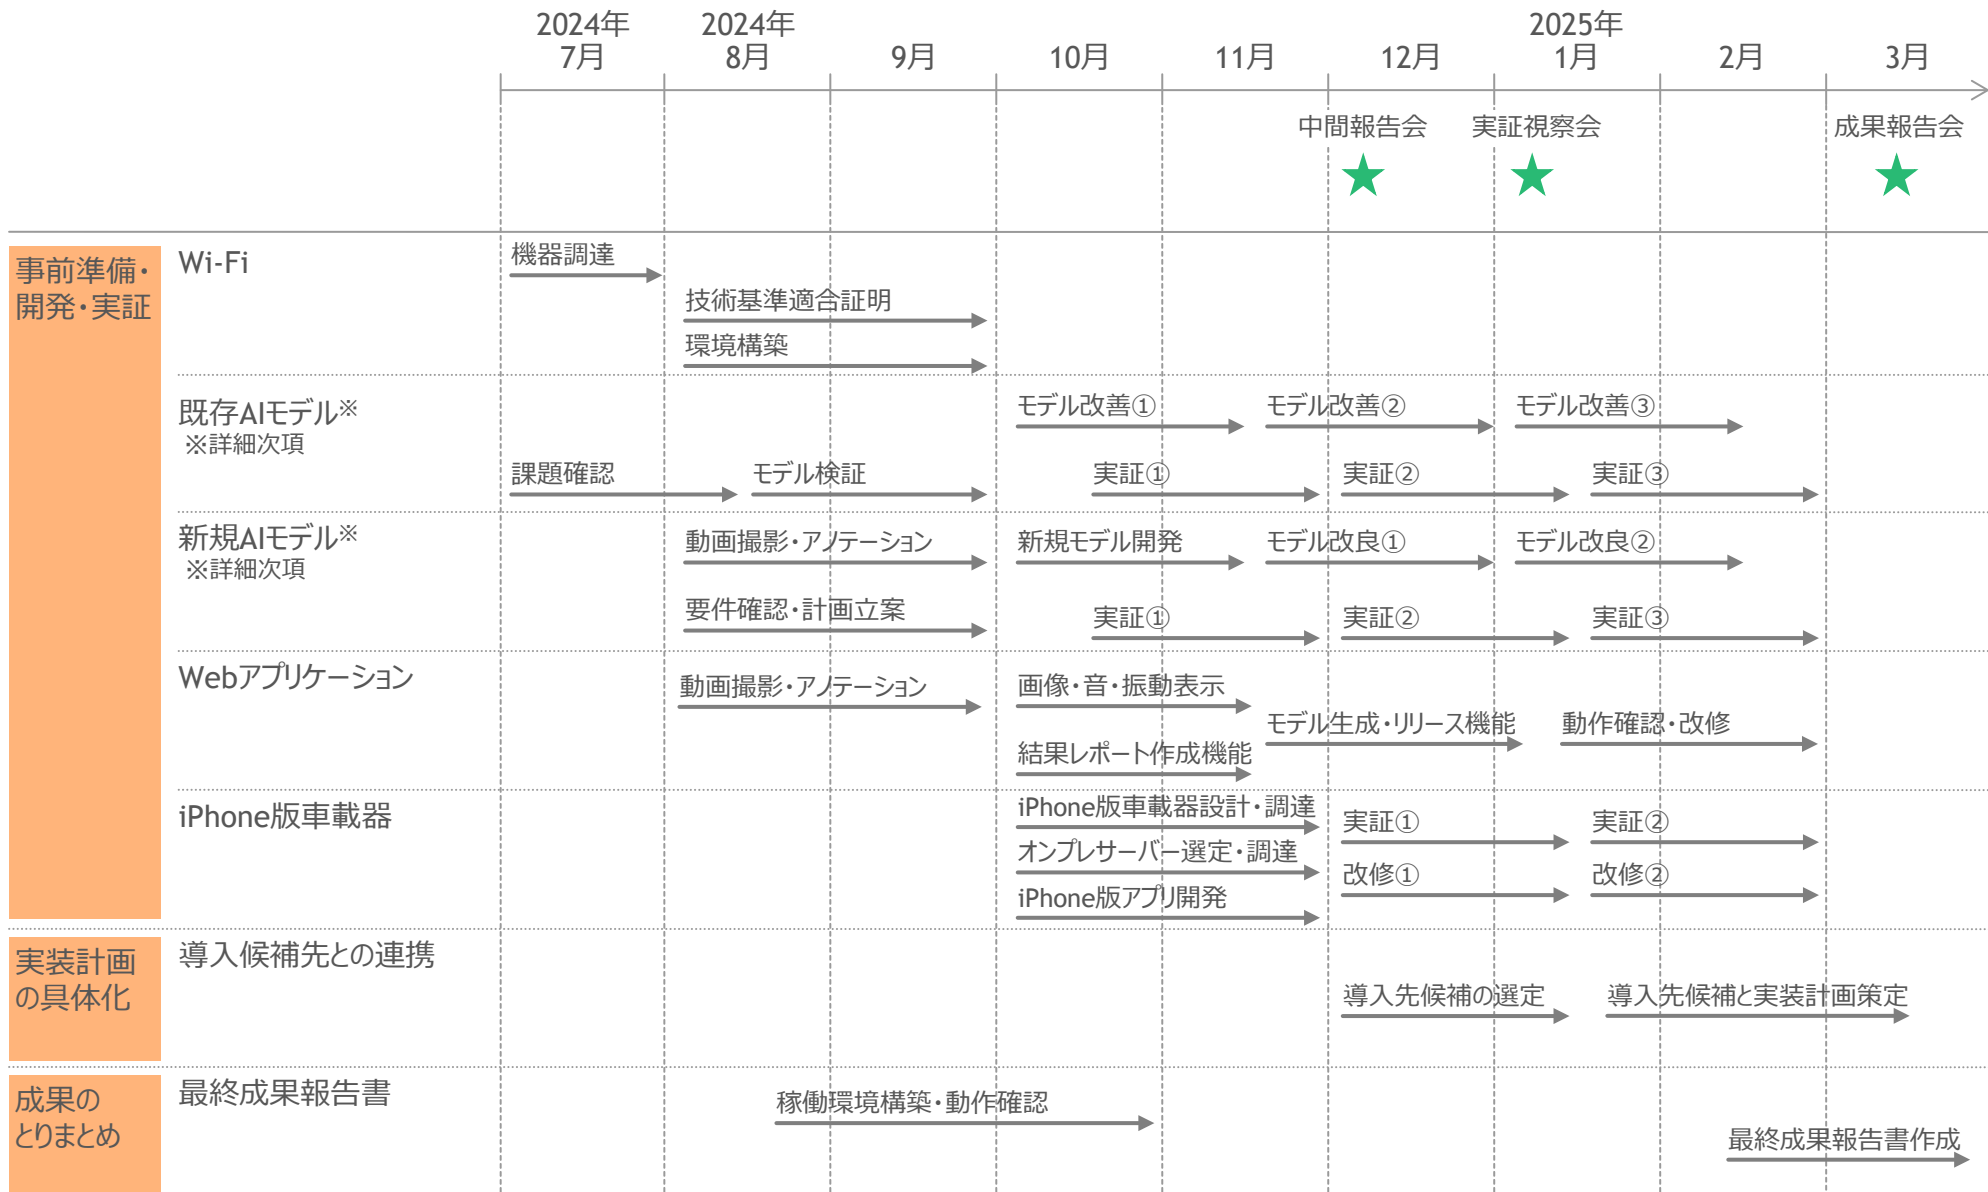 2024年
7月
2024年
8月
9月
10月
11月
12月
2025年
1月
2月
3月
中間報告会
実証視察会
成果報告会
事前準備・
開発・実証
Wi-Fi
機器調達
技術基準適合証明
環境構築
既存AIモデル※
※詳細次項
モデル改善①
モデル改善②
モデル改善③
課題確認
モデル検証
実証①
実証②
実証③
新規AIモデル※
※詳細次項
動画撮影・アノテーション
新規モデル開発
モデル改良①
モデル改良②
要件確認・計画立案
実証①
実証②
実証③
Webアプリケーション
動画撮影・アノテーション
画像・音・振動表示
モデル生成・リリース機能
動作確認・改修
結果レポート作成機能
iPhone版車載器
iPhone版車載器設計・調達
実証①
実証②
オンプレサーバー選定・調達
改修①
改修②
iPhone版アプリ開発
実装計画
の具体化
導入候補先との連携
導入先候補の選定
導入先候補と実装計画策定
成果の
とりまとめ
最終成果報告書
稼働環境構築・動作確認
最終成果報告書作成